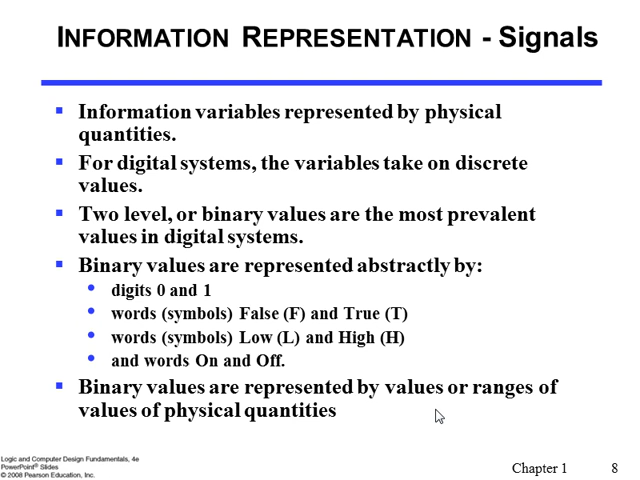 INFORMATION REPRESENTATION - Signals
Information variables represented by physical
quantities.
For digital systems, the variables take on discrete
values.
Two level, or binary values are the most prevalent
values in digital systems.
Binary values are represented abstractly by:
digits 0 and 1
words (symbols) False (F) and True (T)
words (symbols) Low (L) and High (H)
and words On and Off.
Binary values are represented by values or ranges of
values of physical quantities
Logic and Computer Design Fundamentals, 4e
PowerPoint® Slides
© 2008 Pearson Education, Inc.
Chapter 1 8